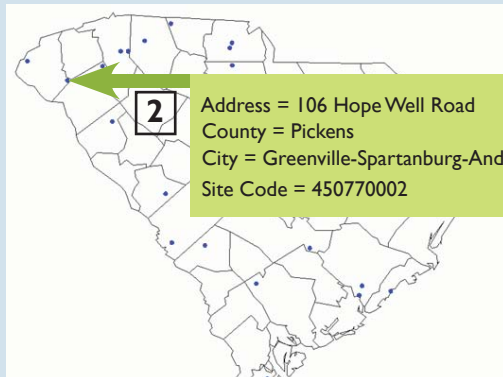 2
Address = 106 Hope Well Road
County = Pickens
City = Greenville-Spartanburg-And
Site Code = 450770002